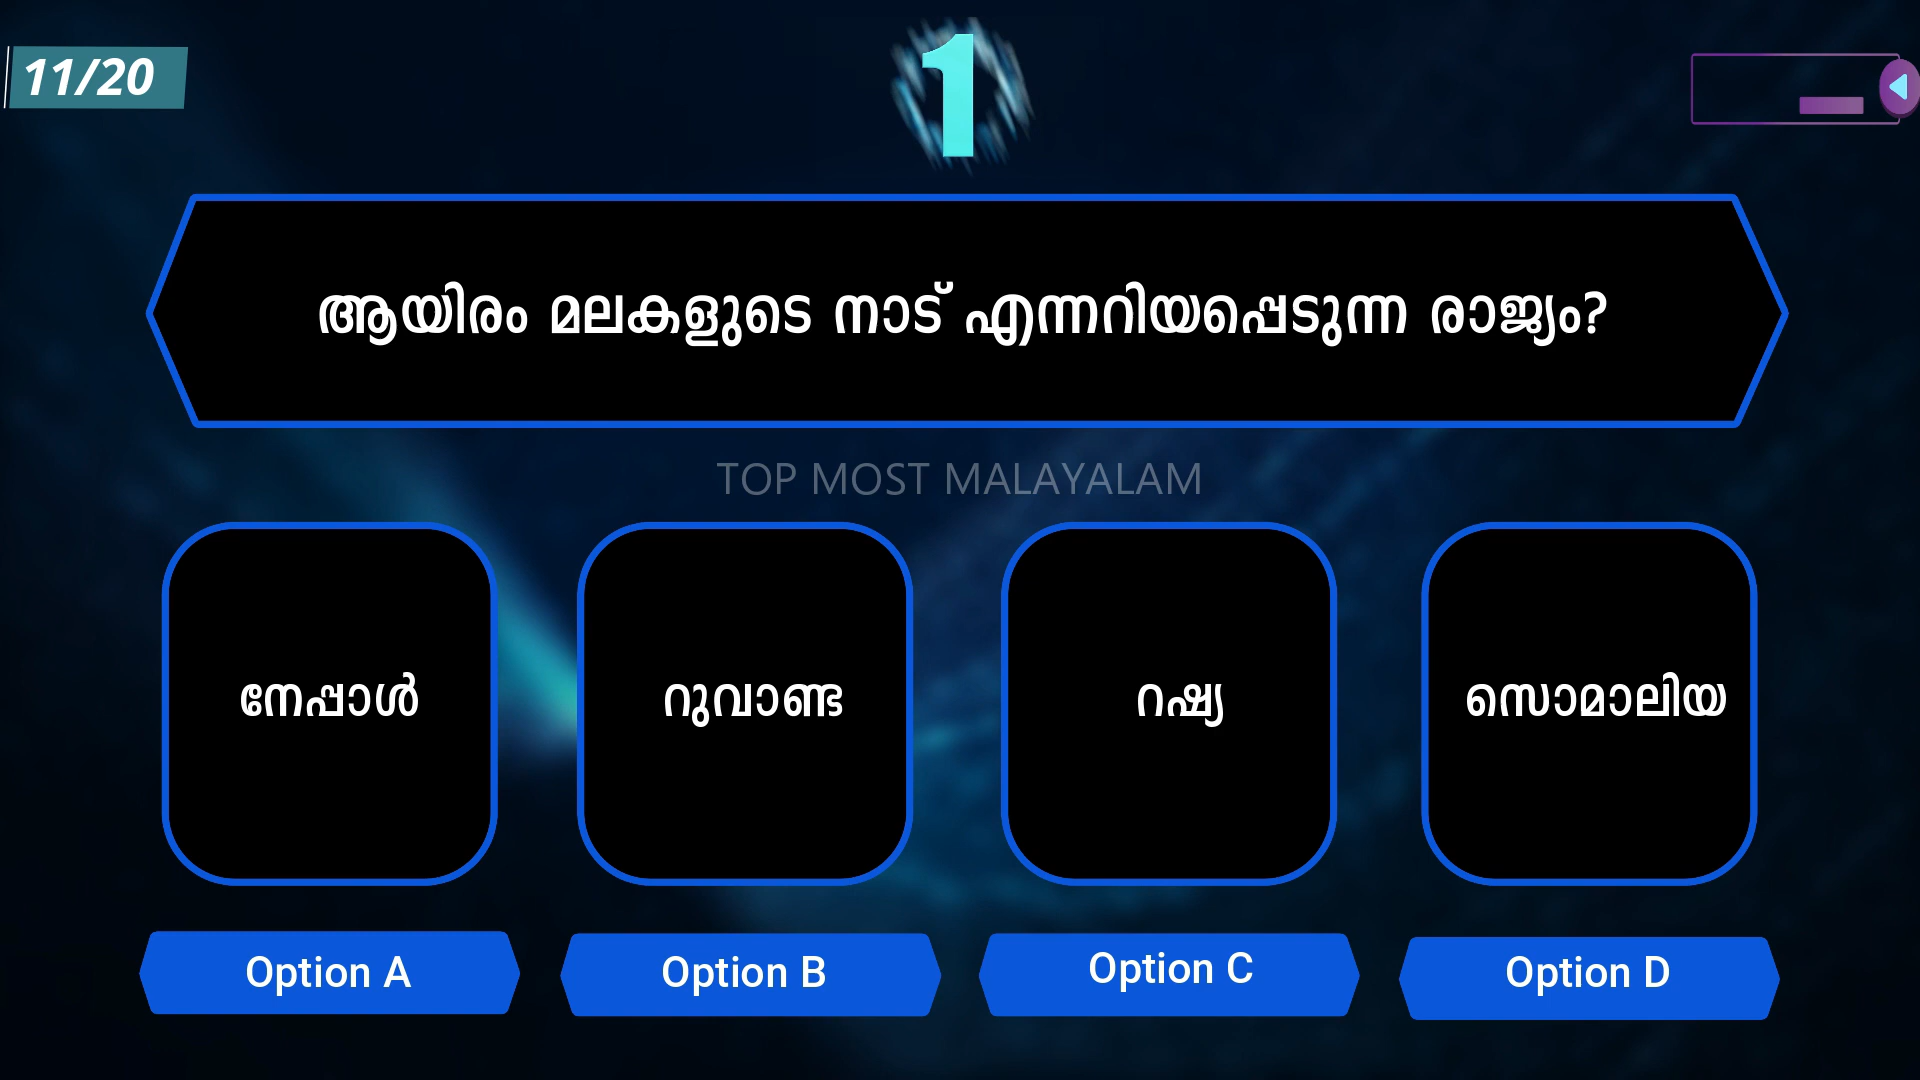 11/20
1
ആയിരം മലകളുടെ നാട് എന്നറിയപ്പെടുന്ന രാജ്യം?
TOP MOST MALAYALAM
നേപ്പാൾ
റുവാണ്ട
റഷ്യ
സൊമാലിയ
Option A
Option B
Option C
Option D